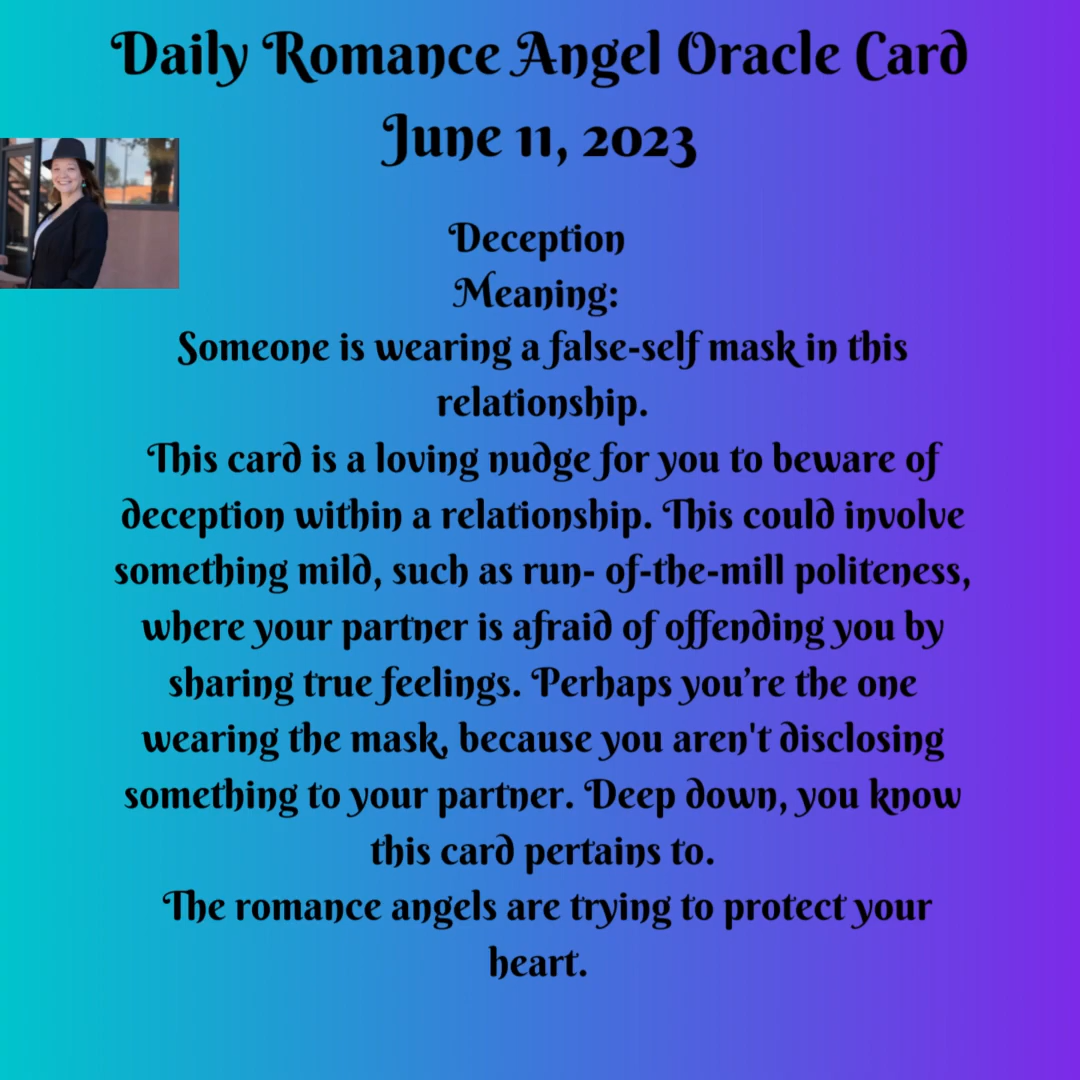 Daily Romance Angel Oracle Card
June 11, 2023
Deception
Meaning:
Someone is wearing a false-self mask in this
relationship.
This card is a loving nudge for you to beware of
deception within a relationship. This could involve
something mild, such as run- of-the-mill politeness,
where your partner is afraid of offending you by
sharing true feelings. Perhaps you’re the one
wearing the mask, because you aren't disclosing
something to your partner. Deep down, you know
this card pertains to.
The romance angels are trying to protect your
heart.